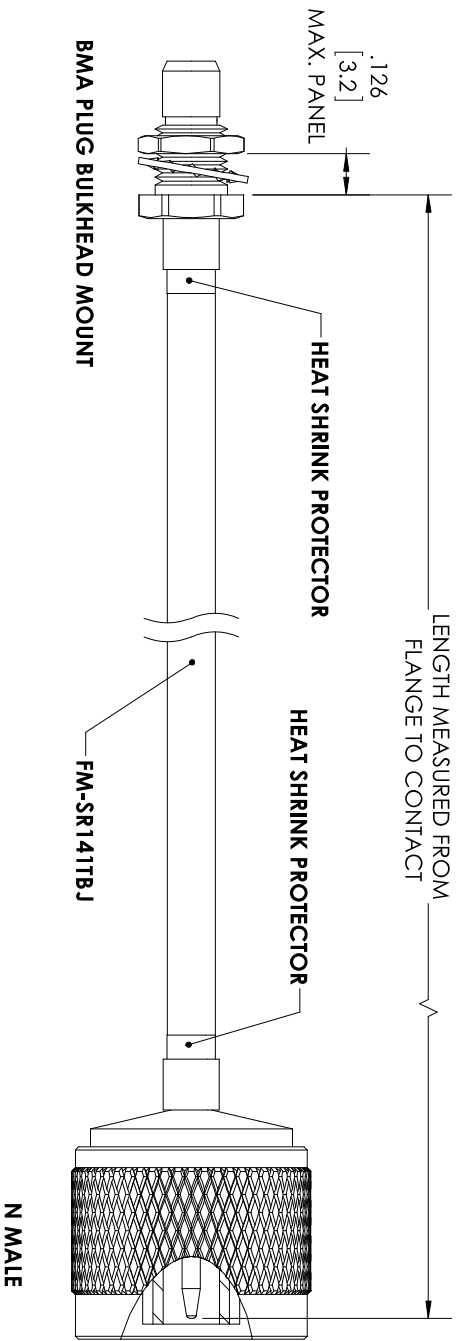 .126
[3.2]
MAX. PANEL
LENGTH MEASURED FROM
FLANGE TO CONTACT
HEAT SHRINK PROTECTOR
HEAT SHRINK PROTECTOR
FM-SR141TBJ
BMA PLUG BULKHEAD MOUNT
N MALE